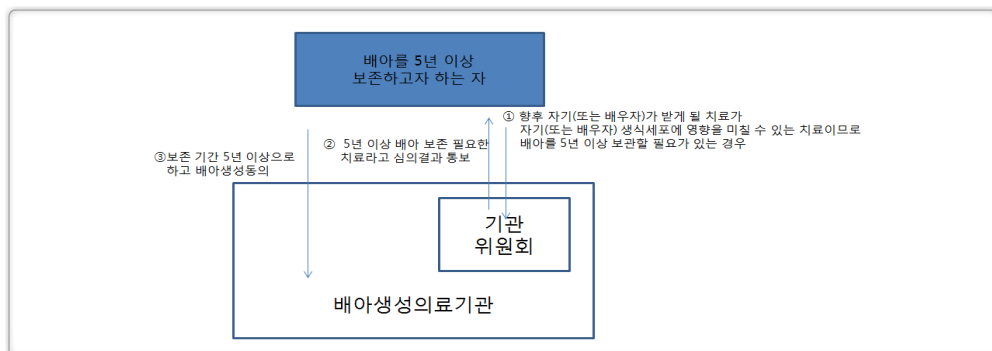 배아를 5년 이상
보존하고자 하는 자
① 향후 자기(또는 배우자)가 받게 될 치료가
자기(또는 배우자) 생식세포에 영향을 미칠 수 있는 치료이므로
배아를 5년 이상 보관할 필요가 있는 경우
② 5년 이상 배아 보존 필요한
치료라고 심의결과 통보
③보존 기간 5년 이상으로
하고 배아생성동의
기관
위원회
배아생성의료기관